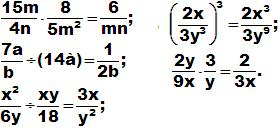 15m/4n · 8/5m² = 6/mn;
(2x/3y³)³ = 2x³/3y⁹;
7a/b ÷(14à)= 1/2b;
2y/9x · 3/y = 2/3x.
x²/6y ÷ xy/18 = 3x/y²;